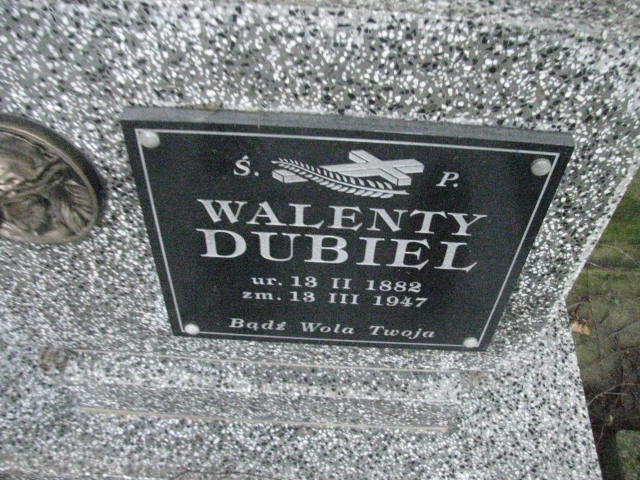 Ś. P.
WALENTY
DUBIEL
ur. 13 II 1882
zm. 13 III 1947
Bądź Wola Twoja